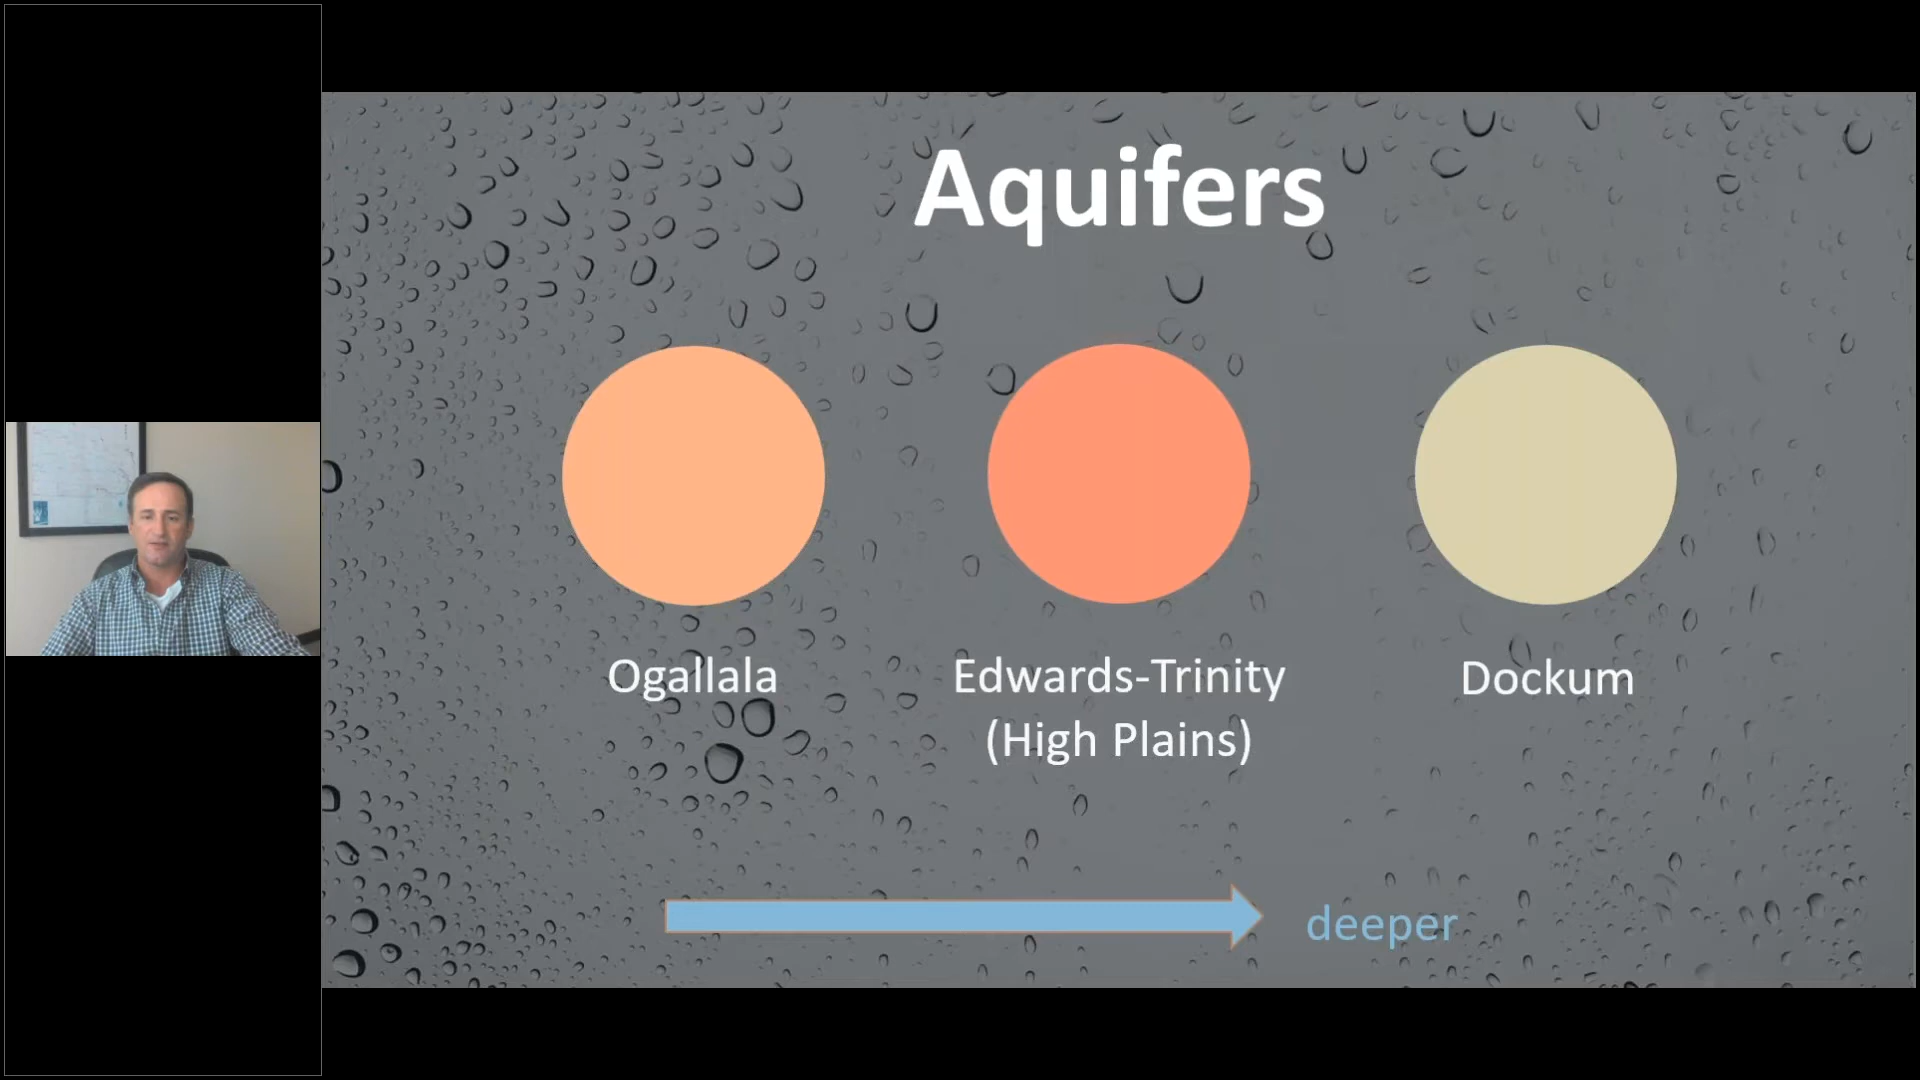 Aquifers
Ogallala
Edwards-Trinity
(High Plains)
Dockum
deeper